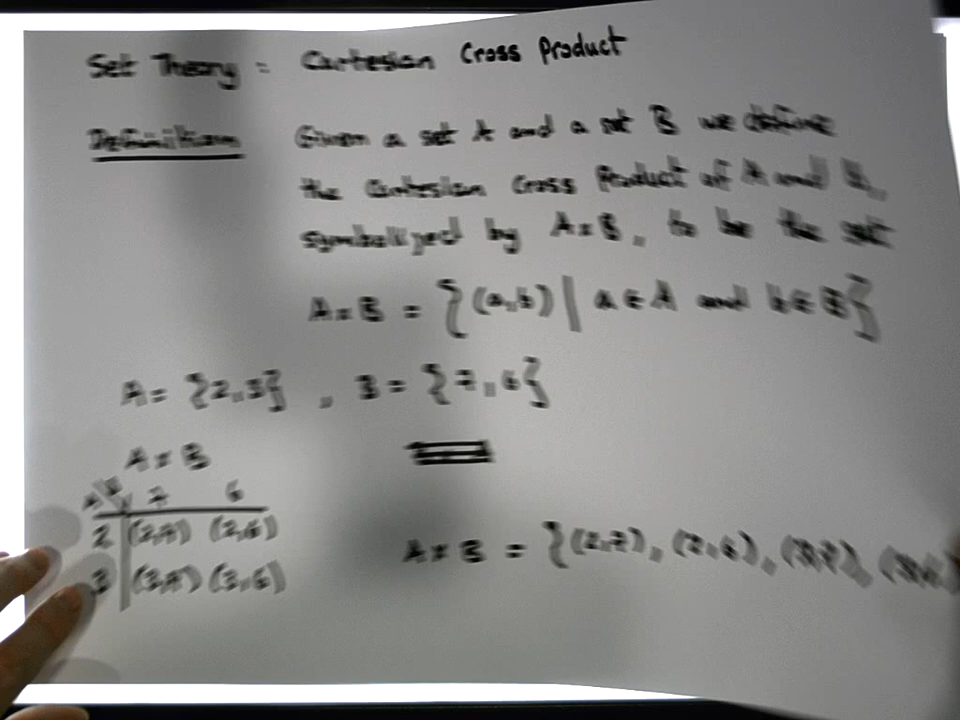 Set Theory : Cartesian Cross Product
Definition Given a set A and a set B we define
the Cartesian Cross Product of A and B,
symbolized by A×B, to be the set
A×B = {(a,b) | a ∈ A and b ∈ B}
A = {2,3} , B = {7,6}
A × B
A B 7 6
2 (2,7) (2,6)
3 (3,7) (3,6)
A×B = {(2,7), (2,6), (3,7),